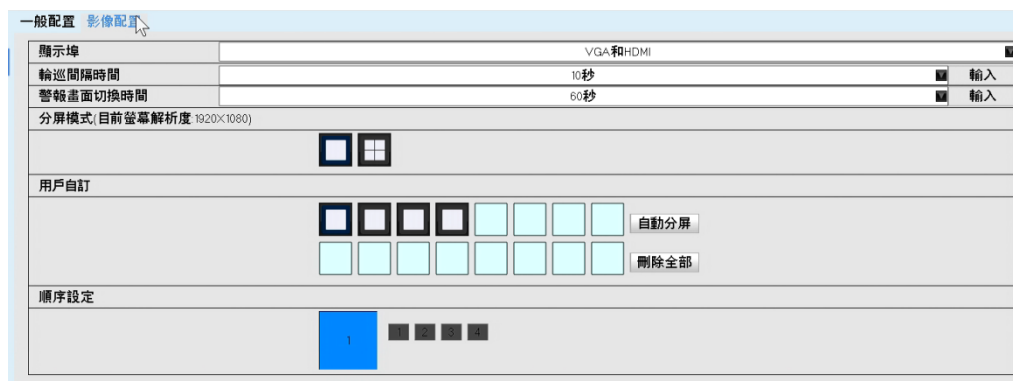 一般配置 影像配置
顯示埠 VGA和HDMI
輪巡間隔時間 10秒 輸入
警報畫面切換時間 60秒 輸入
分屏模式(目前螢幕解析度:1920×1080)
用戶自訂
自動分屏
刪除全部
順序設定
1 1 2 3 4